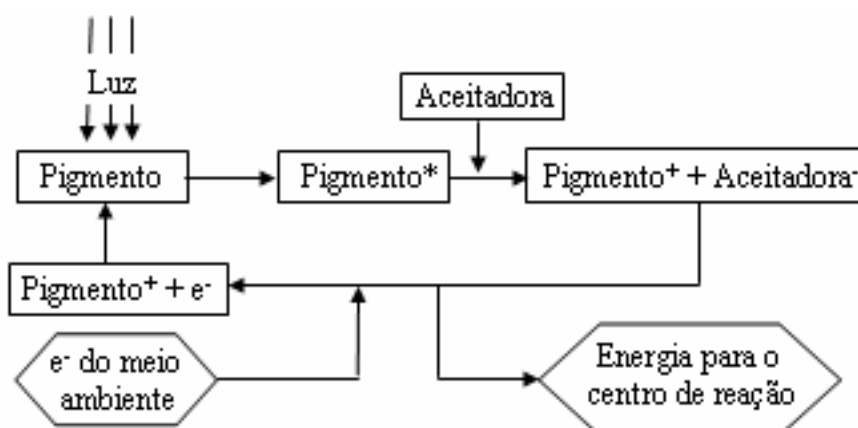 Luz
Aceitadora
Pigmento
Pigmento*
Pigmento⁺ + Aceitadora⁻
Pigmento⁺ + e⁻
e⁻ do meio
ambiente
Energia para o
centro de reação